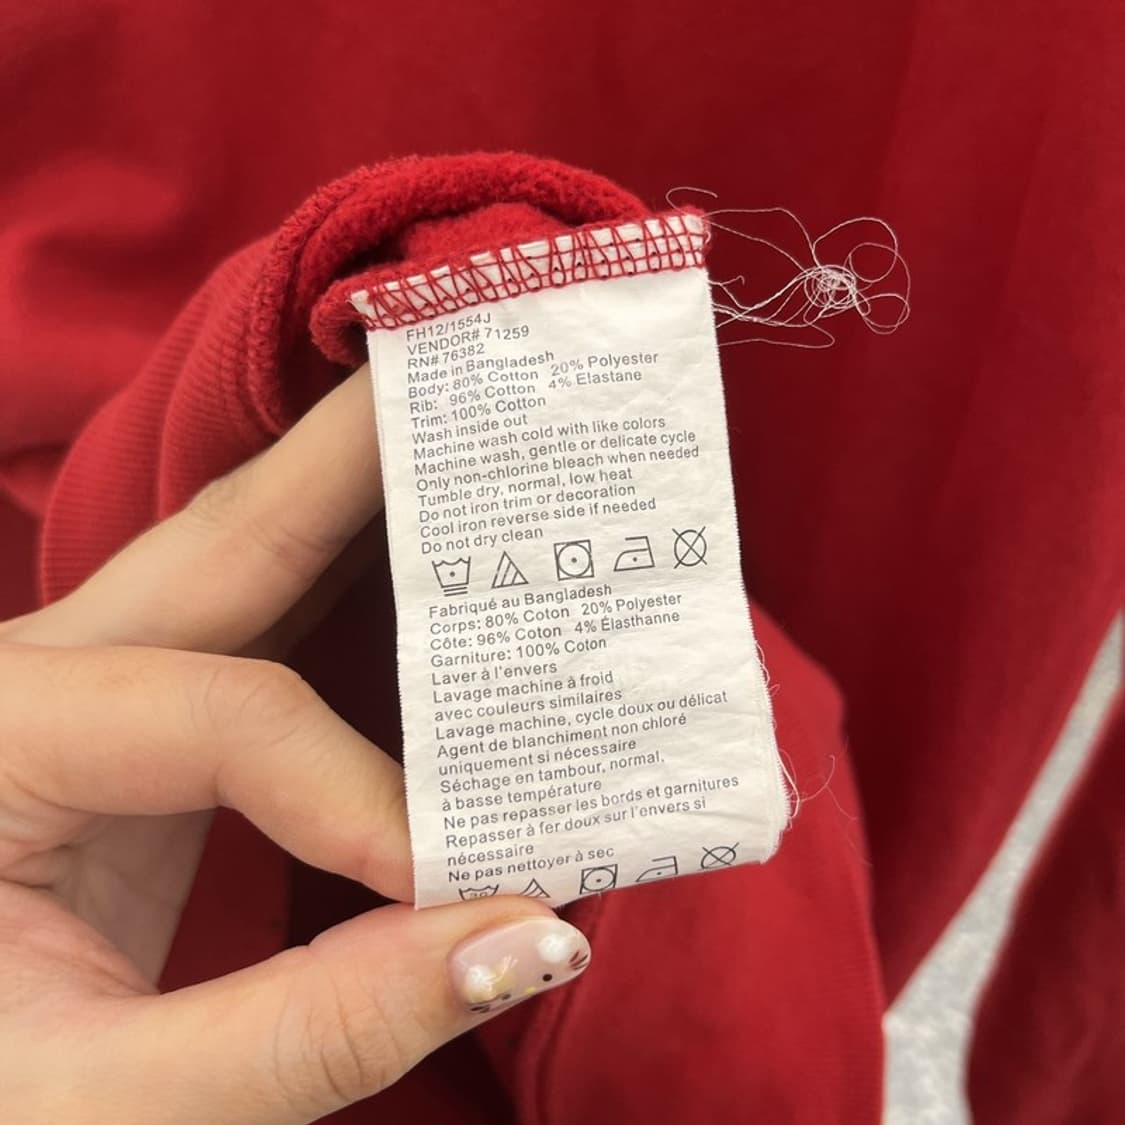 FH12/1554J
VENDOR# 71259
RN# 76382
Made in Bangladesh
Body: 80% Cotton 20% Polyester
Rib: 96% Cotton 4% Elastane
Trim: 100% Cotton
Wash inside out
Machine wash cold with like colors
Machine wash, gentle or delicate cycle
Only non-chlorine bleach when needed
Tumble dry, normal, low heat
Do not iron trim or decoration
Cool iron reverse side if needed
Do not dry clean
Fabriqué au Bangladesh
Corps: 80% Coton 20% Polyester
Côte: 96% Coton 4% Élasthanne
Garniture: 100% Coton
Laver à l'envers
Lavage machine à froid
avec couleurs similaires
Lavage machine, cycle doux ou délicat
Agent de blanchiment non chloré
uniquement si nécessaire
Séchage en tambour, normal,
à basse température
Ne pas repasser les bords et garnitures
Repasser à fer doux sur l'envers si
nécessaire
Ne pas nettoyer à sec